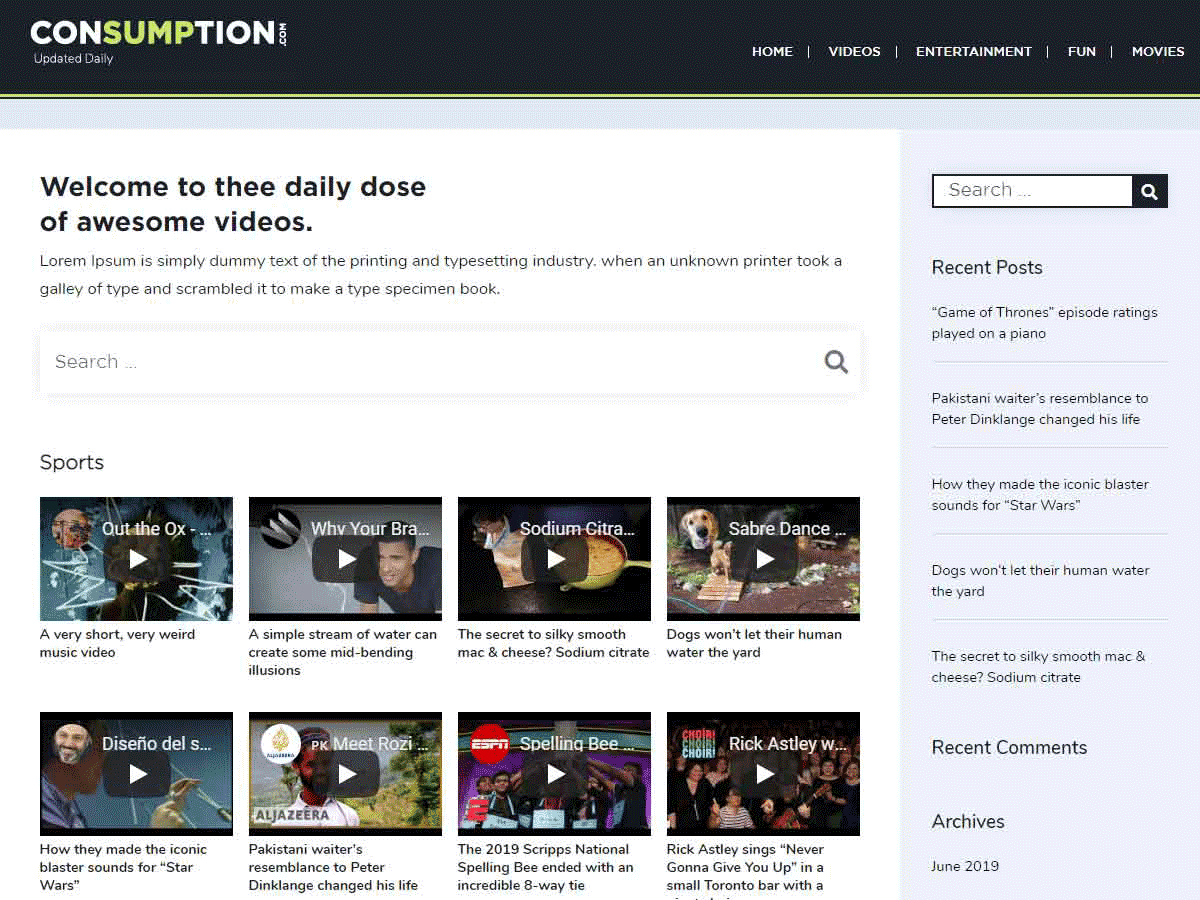 CONSUMPTION.COM
Updated Daily
HOME | VIDEOS | ENTERTAINMENT | FUN | MOVIES
Welcome to thee daily dose
of awesome videos.
Lorem Ipsum is simply dummy text of the printing and typesetting industry. when an unknown printer took a
galley of type and scrambled it to make a type specimen book.
Search ...
Sports
Out the Ox - ...
Why Your Bra...
Sodium Citra...
Sabre Dance ...
A very short, very weird
music video
A simple stream of water can
create some mid-bending
illusions
The secret to silky smooth
mac & cheese? Sodium citrate
Dogs won't let their human
water the yard
Diseño del s...
ALJAZEERA
PK Meet Rozi ...
ALJAZEERA
ESPN
Spelling Bee ...
CHOIR!
CHOIR!
CHOIR!
Rick Astley w...
How they made the iconic
blaster sounds for “Star
Wars”
Pakistani waiter's
resemblance to Peter
Dinklange changed his life
The 2019 Scripps National
Spelling Bee ended with an
incredible 8-way tie
Rick Astley sings “Never
Gonna Give You Up” in a
small Toronto bar with a
Search ...
Recent Posts
“Game of Thrones” episode ratings
played on a piano
Pakistani waiter's resemblance to
Peter Dinklange changed his life
How they made the iconic blaster
sounds for “Star Wars”
Dogs won't let their human water
the yard
The secret to silky smooth mac &
cheese? Sodium citrate
Recent Comments
Archives
June 2019